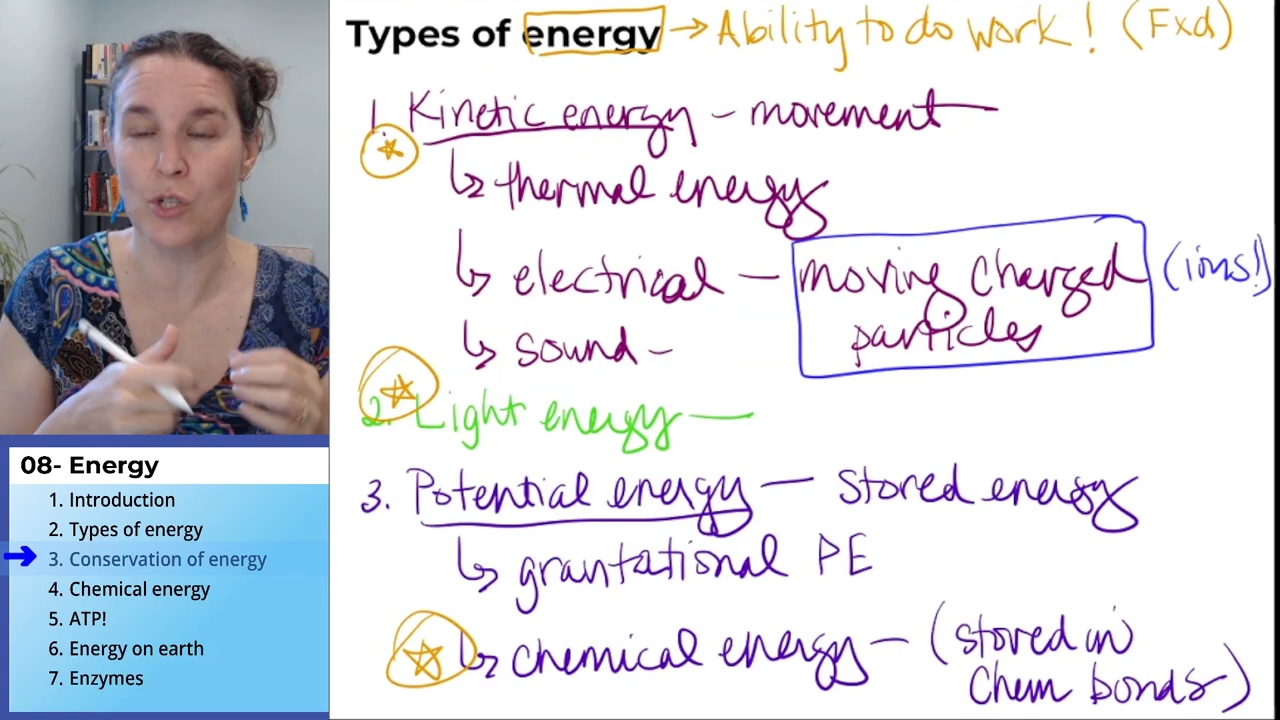 Types of energy → Ability to do work! (Fxd)
1. Kinetic energy - movement
↳ thermal energy
↳ electrical - moving charged particles (ions!)
↳ sound -
2. Light energy -
3. Potential energy - stored energy
↳ gravitational PE
↳ chemical energy - (stored in
chem bonds)
08- Energy
1. Introduction
2. Types of energy
3. Conservation of energy
4. Chemical energy
5. ATP!
6. Energy on earth
7. Enzymes